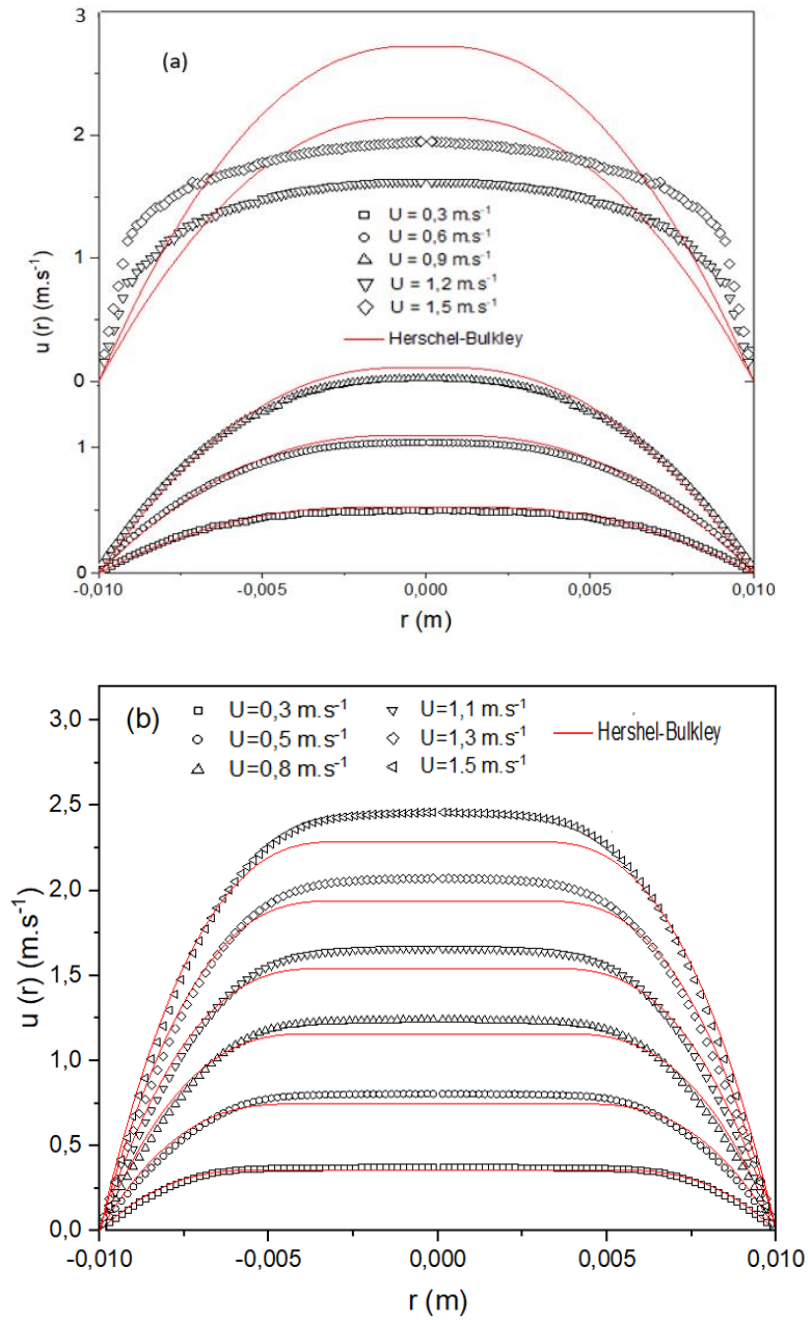 3
(a)
2
U = 0,3 m.s-1
U = 0,6 m.s-1
U = 0,9 m.s-1
U = 1,2 m.s-1
U = 1,5 m.s-1
Herschel-Bulkley
1
0
1
0
u (r) (m.s-1)
-0,010 -0,005 0,000 0,005 0,010
r (m)
(b)
U=0,3 m.s-1 U=1,1 m.s-1
U=0,5 m.s-1 U=1,3 m.s-1 Hershel-Bulkley
U=0,8 m.s-1 U=1.5 m.s-1
3,0
2,5
2,0
1,5
1,0
0,5
0,0
u (r) (m.s-1)
-0,010 -0,005 0,000 0,005 0,010
r (m)